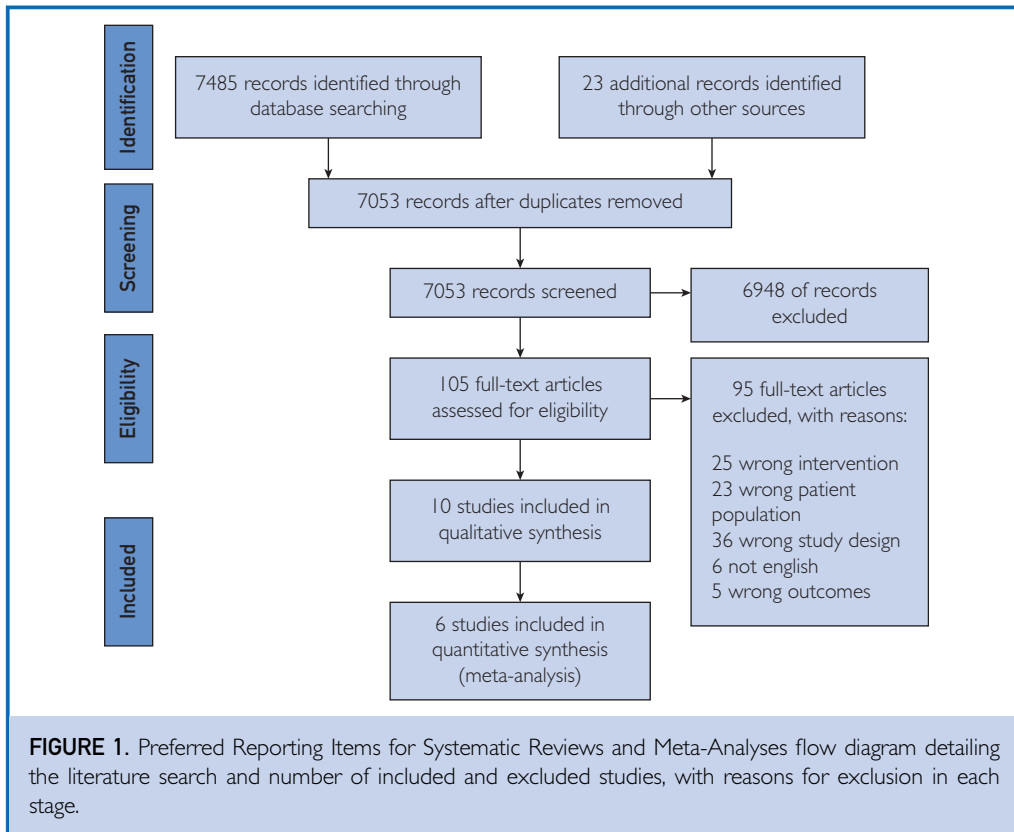 Identification
7485 records identified through
database searching
23 additional records identified
through other sources
Screening
7053 records after duplicates removed
7053 records screened
6948 of records
excluded
Eligibility
105 full-text articles
assessed for eligibility
95 full-text articles
excluded, with reasons:
25 wrong intervention
23 wrong patient
population
36 wrong study design
6 not english
5 wrong outcomes
Included
10 studies included in
qualitative synthesis
6 studies included in
quantitative synthesis
(meta-analysis)
FIGURE 1. Preferred Reporting Items for Systematic Reviews and Meta-Analyses flow diagram detailing
the literature search and number of included and excluded studies, with reasons for exclusion in each
stage.